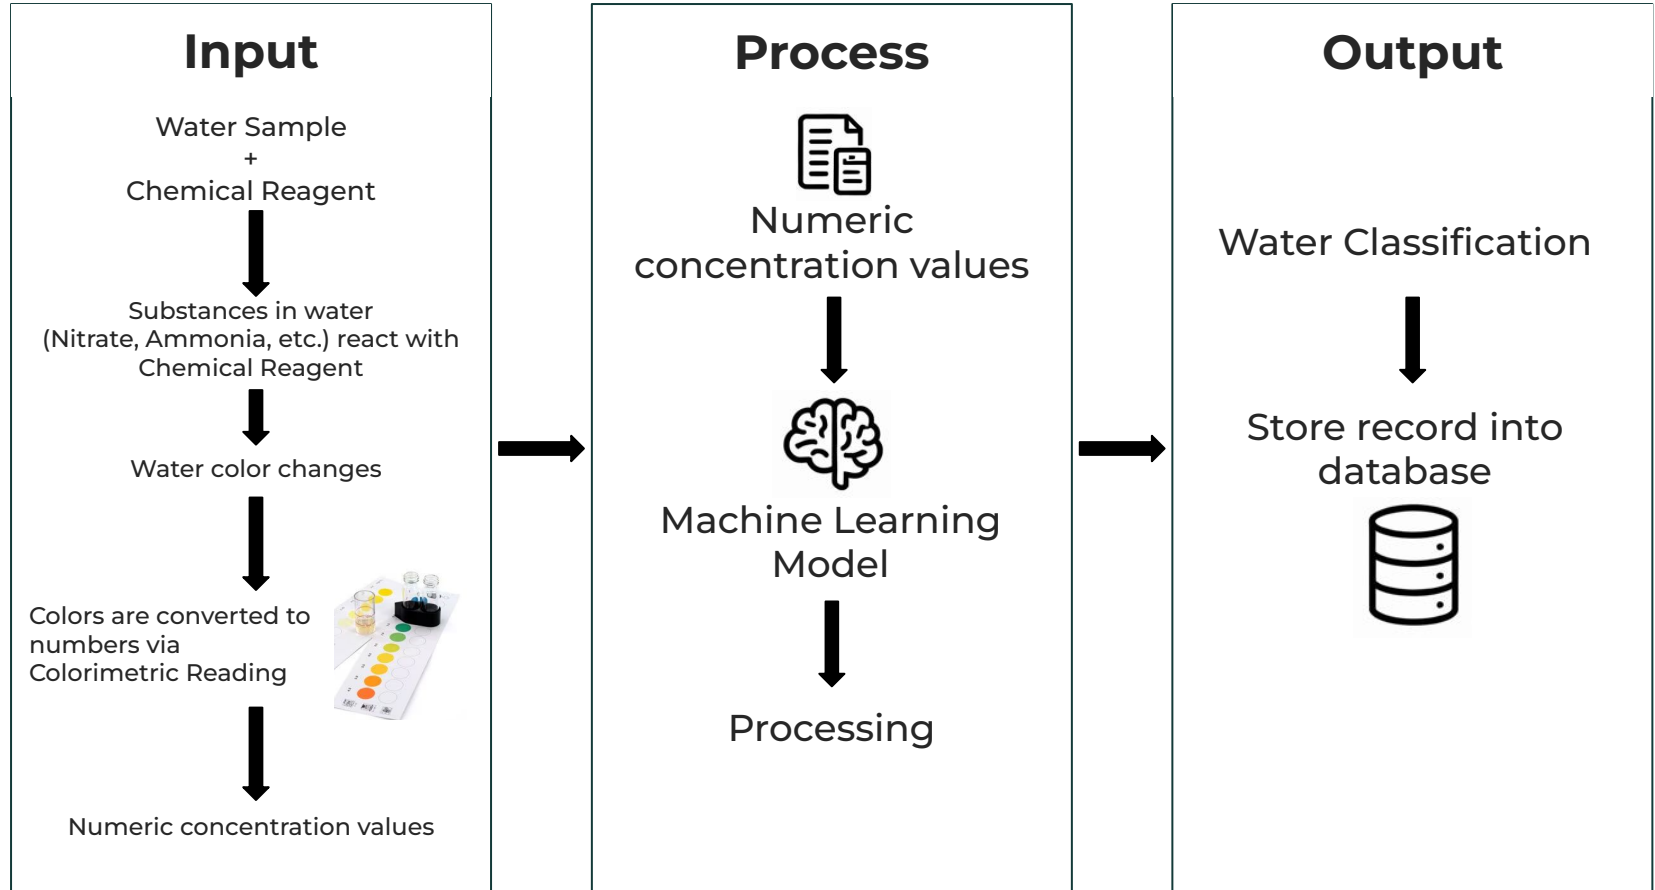 Input
Water Sample
+
Chemical Reagent
Substances in water
(Nitrate, Ammonia, etc.) react with
Chemical Reagent
Water color changes
Colors are converted to
numbers via
Colorimetric Reading
Numeric concentration values
Process
Numeric
concentration values
Machine Learning
Model
Processing
Output
Water Classification
Store record into
database